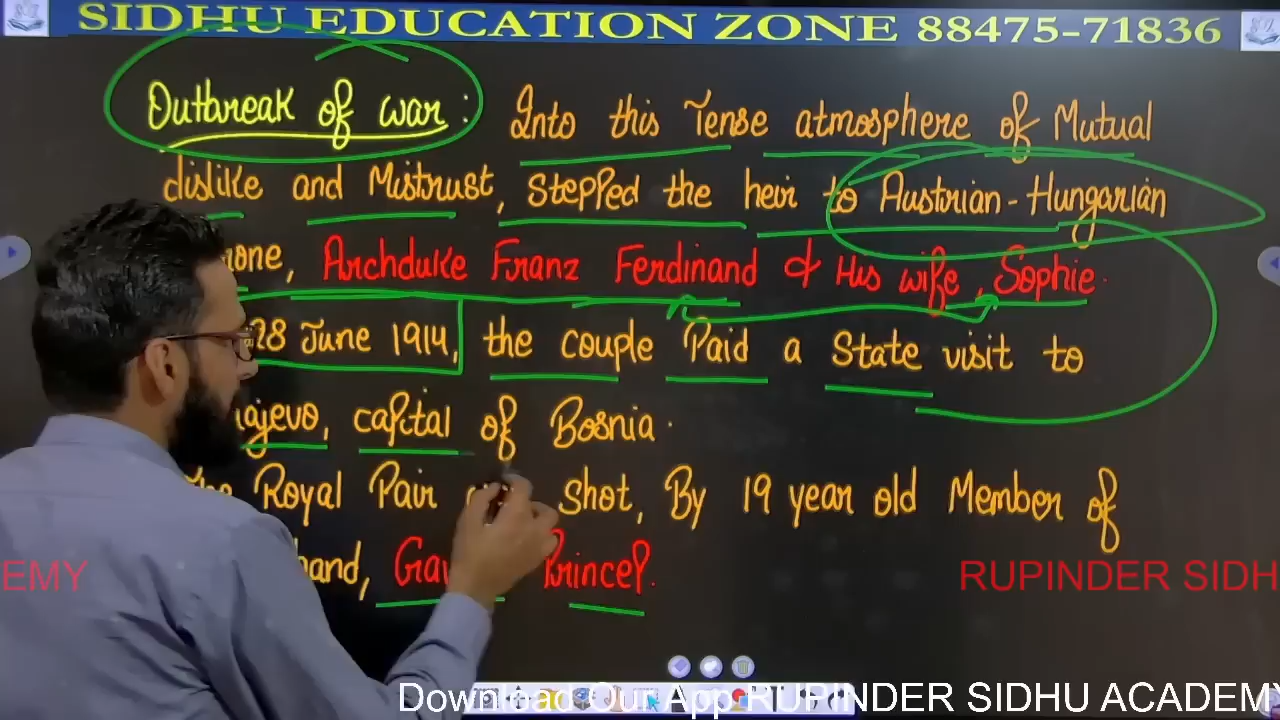 SIDHU EDUCATION ZONE 88475-71836
Outbreak of war: Into this Tense atmosphere of Mutual
dislike and Mistrust, Stepped the heir to Austrian-Hungarian
Archduke Franz Ferdinand & His wife, Sophie.
28 June 1914, the couple Paid a State visit to
capital of Bosnia.
Royal Pair shot, By 19 year old Member of
Princep.
EMY
RUPINDER SIDH
Download Our App RUPINDER SIDHU ACADEMY